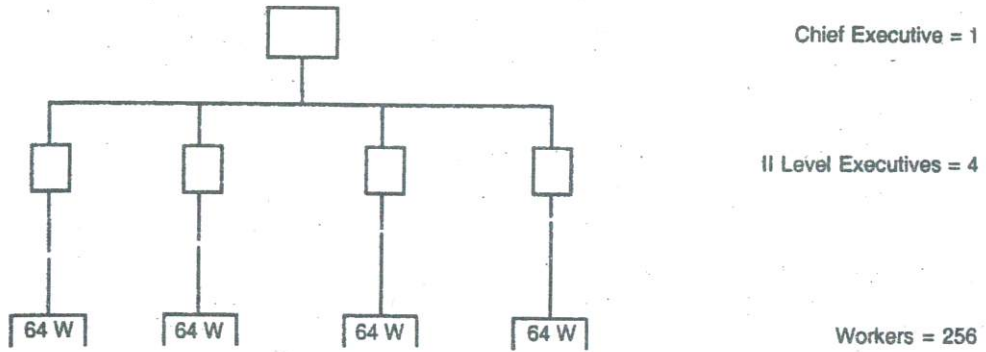 Chief Executive = 1
II Level Executives = 4
64 W
64 W
64 W
64 W
Workers = 256